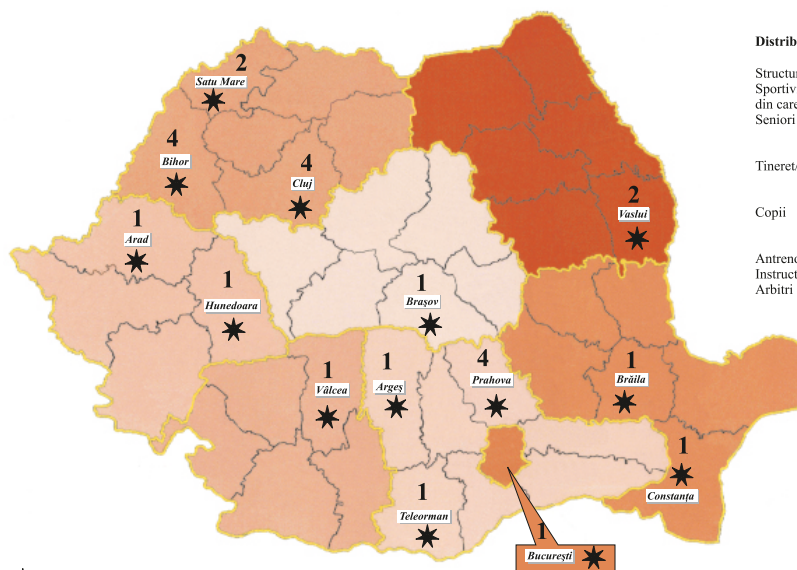 2
Satu Mare
4
Bihor
4
Cluj
2
Vaslui
1
Arad
1
Hunedoara
1
Brașov
1
Vâlcea
1
Argeș
4
Prahova
1
Brăila
1
Constanța
1
Teleorman
1
București
Distrib
Structur
Sportiv
din care
Seniori
Tineret/
Copii
Antreno
Instruct
Arbitri